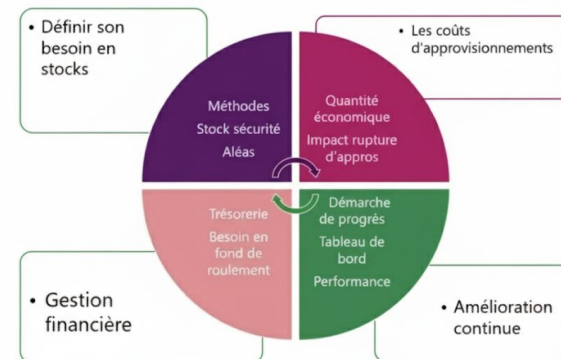 • Définir son
besoin en
stocks
• Les coûts
d'approvisionnements
Méthodes
Stock sécurité
Aléas
Quantité
économique
Impact rupture
d'appros
Trésorerie
Besoin en
fond de
roulement
Démarche
de progrès
Tableau de
bord
Performance
• Gestion
financière
• Amélioration
continue